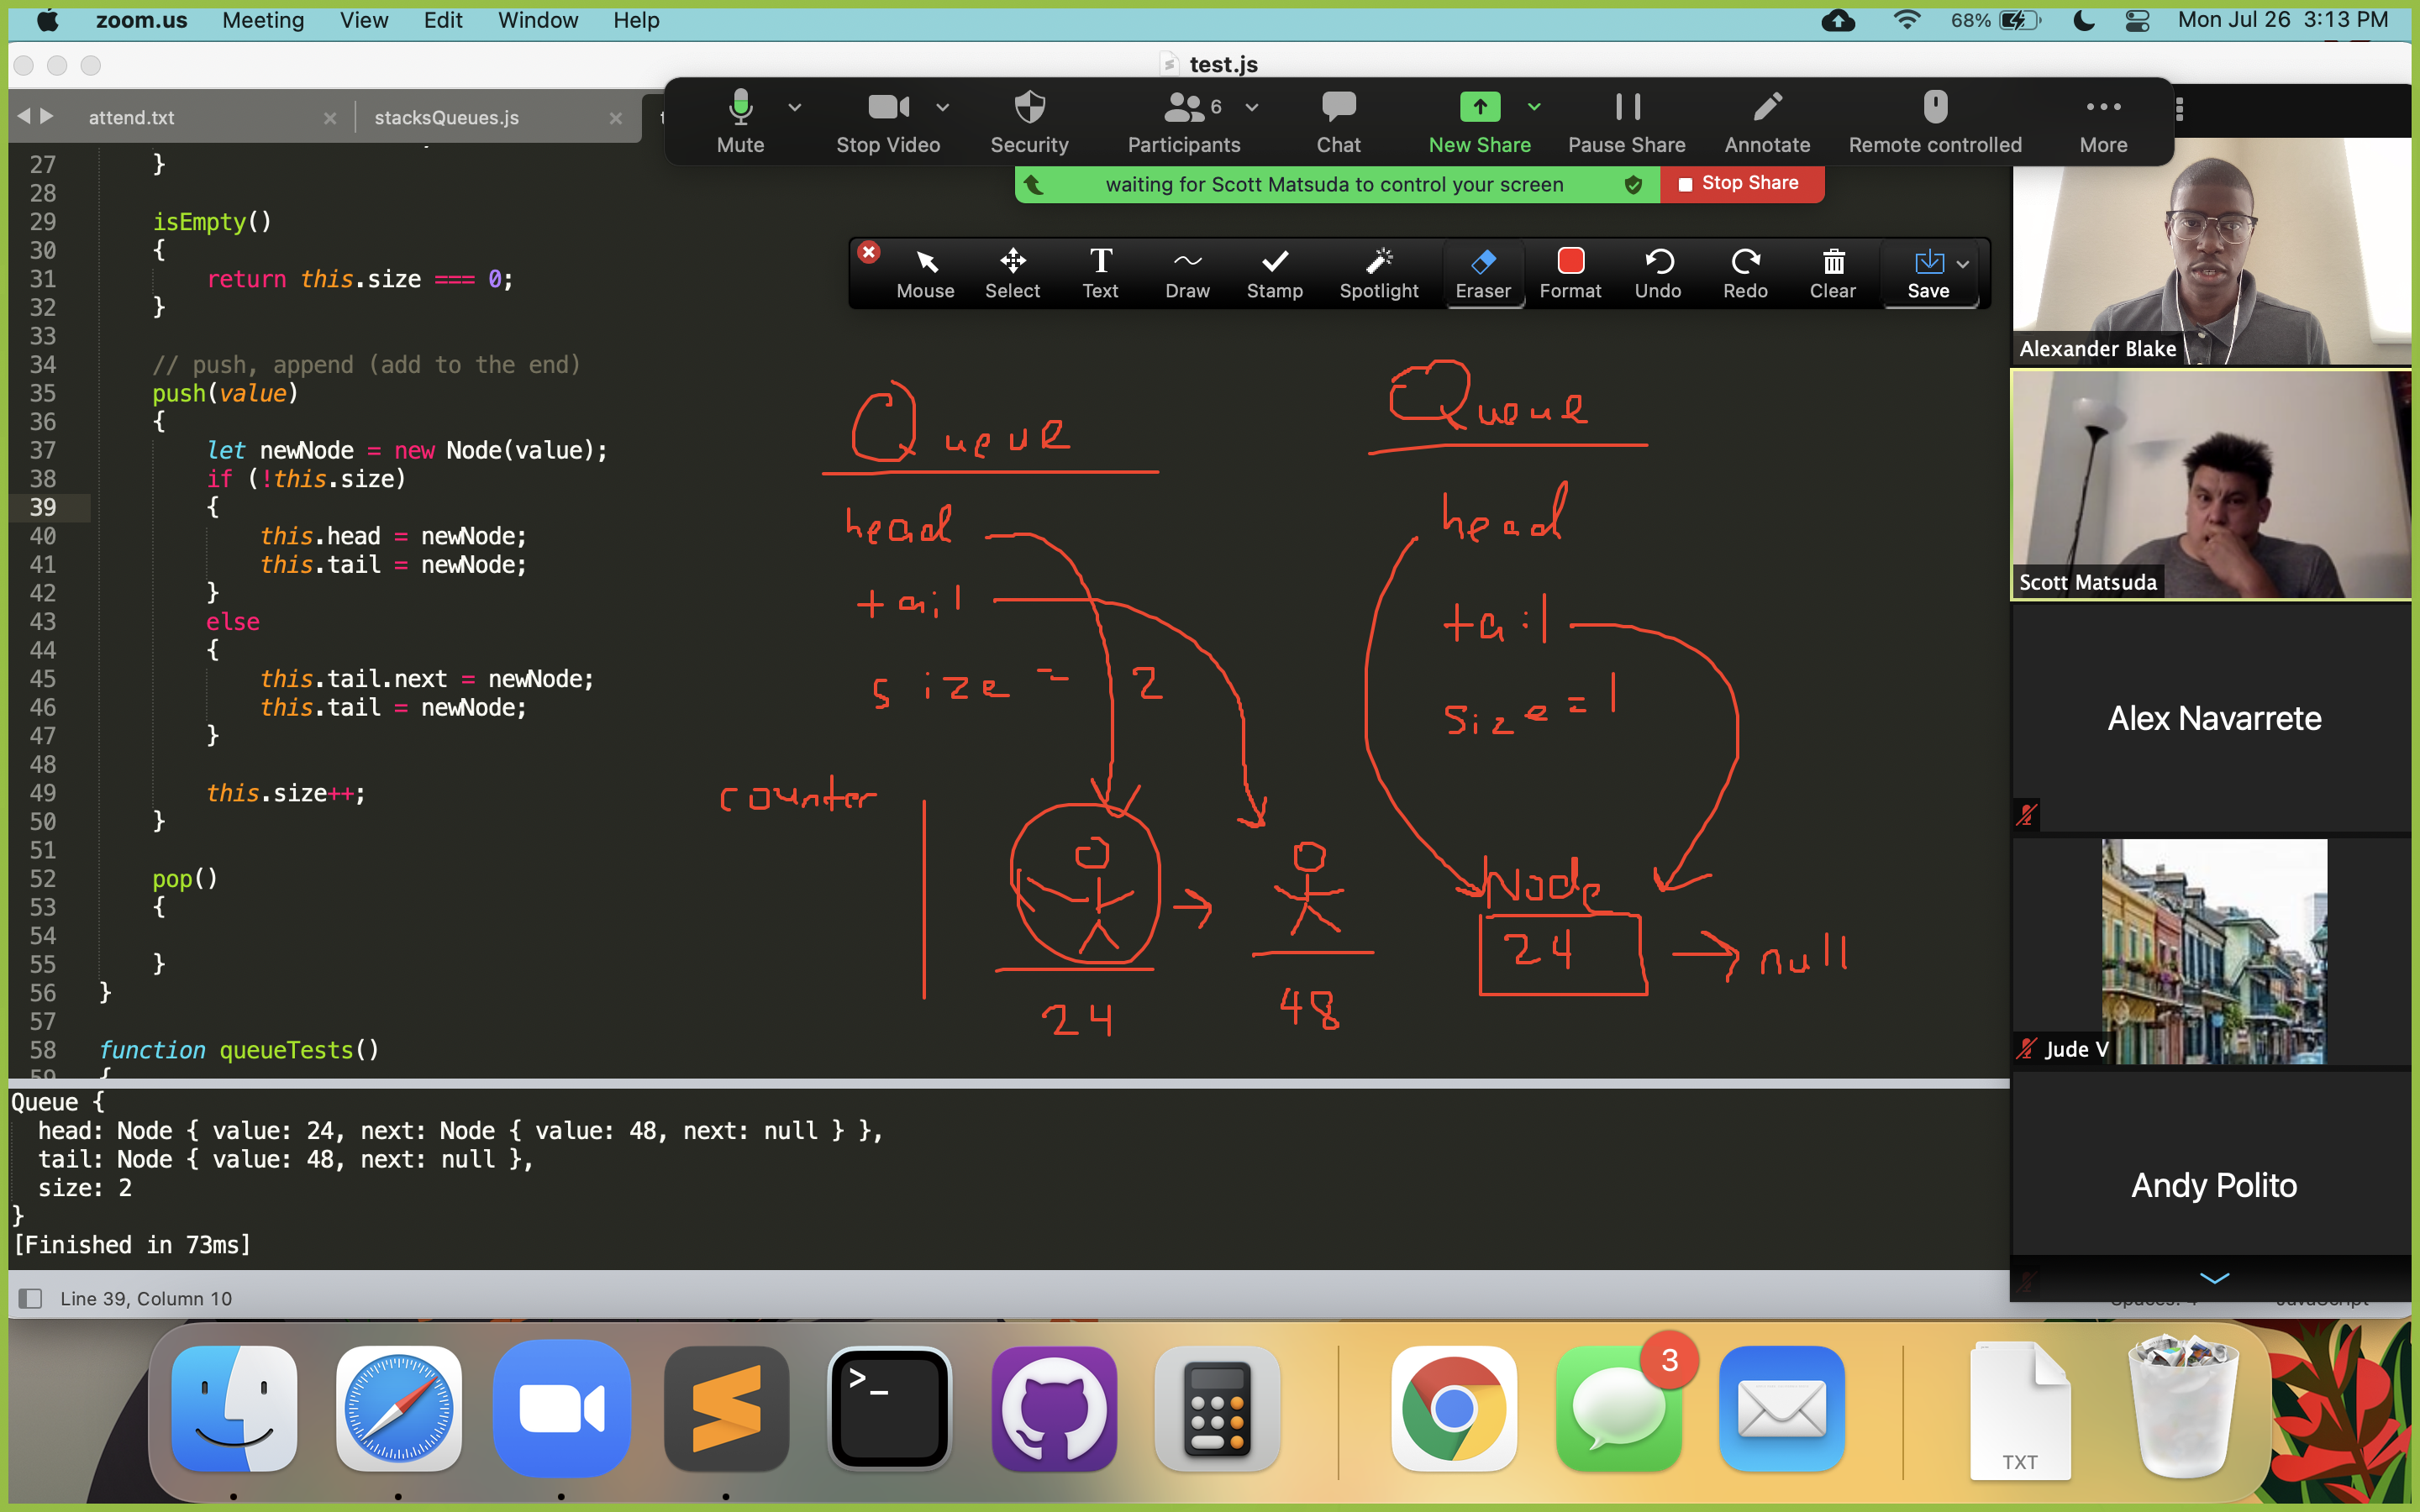 zoom.us Meeting View Edit Window Help 68% Mon Jul 26 3:13 PM
test.js
attend.txt stacksQueues.js
Mute Stop Video Security 6 Participants Chat New Share Pause Share Annotate Remote controlled More
waiting for Scott Matsuda to control your screen Stop Share
Mouse Select Text Draw Stamp Spotlight Eraser Format Undo Redo Clear Save
27 }
28
29 isEmpty()
30 {
31 return this.size === 0;
32 }
33
34 // push, append (add to the end)
35 push(value)
36 {
37 let newNode = new Node(value);
38 if (!this.size)
39 {
40 this.head = newNode;
41 this.tail = newNode;
42 }
43 else
44 {
45 this.tail.next = newNode;
46 this.tail = newNode;
47 }
48
49 this.size++;
50 }
51
52 pop()
53 {
54
55 }
56 }
57
58 function queueTests()
59 {
Queue
head
tail
size = 2
counter
24
48
Queue
head
tail
size = 1
Node
24
null
Alexander Blake
Scott Matsuda
Alex Navarrete
Jude V
Andy Polito
Queue {
head: Node { value: 24, next: Node { value: 48, next: null } },
tail: Node { value: 48, next: null },
size: 2
}
[Finished in 73ms]
Line 39, Column 10
Spaces: 4 JavaScript
3
TXT